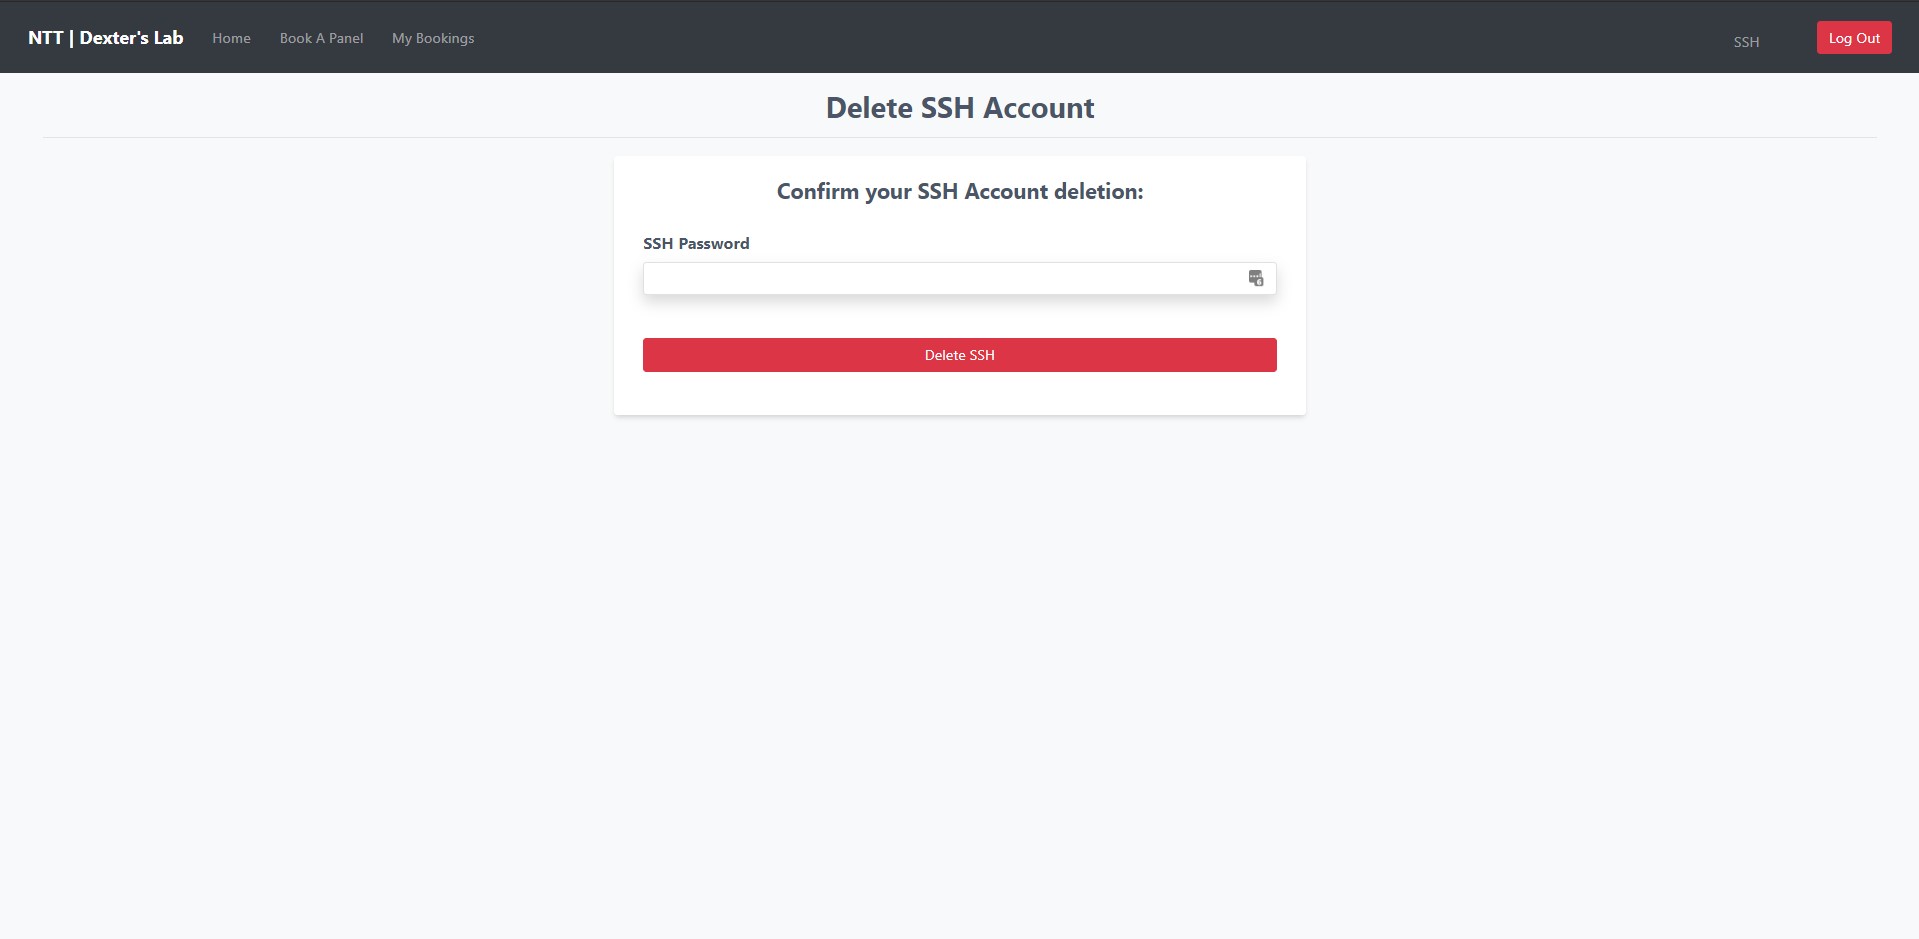 NTT | Dexter's Lab Home Book A Panel My Bookings SSH Log Out
Delete SSH Account
Confirm your SSH Account deletion:
SSH Password
Delete SSH